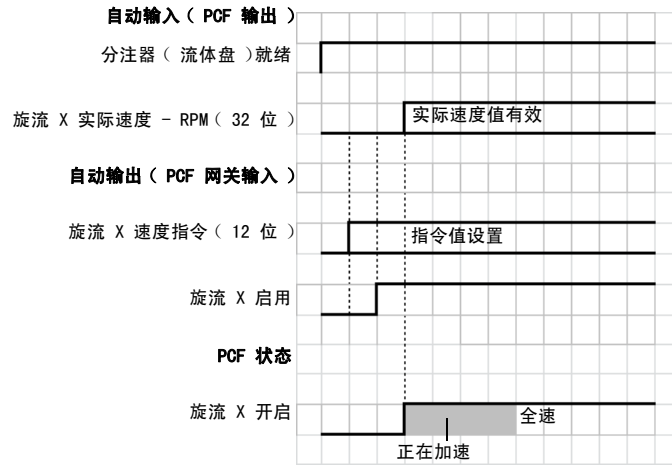 自动输入( PCF 输出 )
分注器( 流体盘 )就绪
旋流 X 实际速度 - RPM( 32 位 )
实际速度值有效
自动输出( PCF 网关输入 )
旋流 X 速度指令( 12 位 )
指令值设置
旋流 X 启用
PCF 状态
旋流 X 开启
全速
正在加速